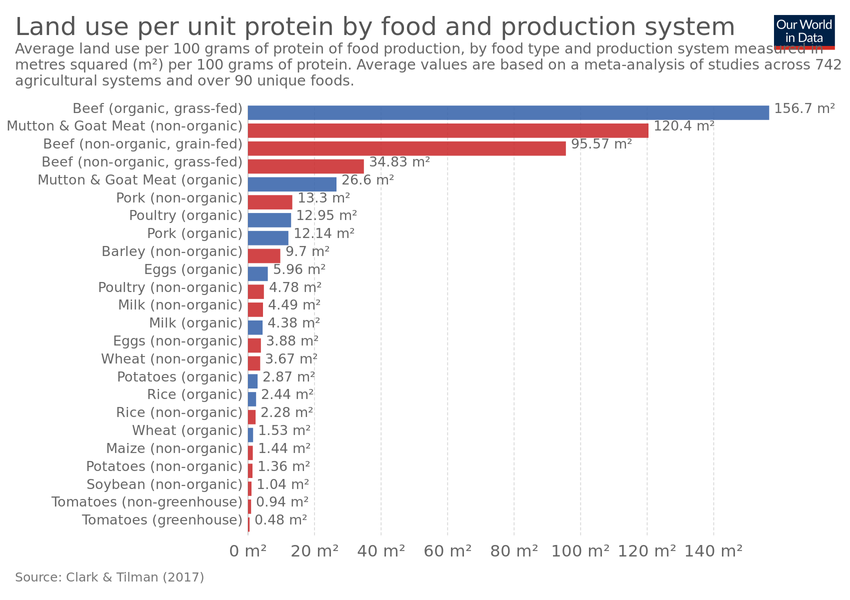 Land use per unit protein by food and production system
Our World
in Data
Average land use per 100 grams of protein of food production, by food type and production system measured in
metres squared (m²) per 100 grams of protein. Average values are based on a meta-analysis of studies across 742
agricultural systems and over 90 unique foods.
Beef (organic, grass-fed) 156.7 m²
Mutton & Goat Meat (non-organic) 120.4 m²
Beef (non-organic, grain-fed) 95.57 m²
Beef (non-organic, grass-fed) 34.83 m²
Mutton & Goat Meat (organic) 26.6 m²
Pork (non-organic) 13.3 m²
Poultry (organic) 12.95 m²
Pork (organic) 12.14 m²
Barley (non-organic) 9.7 m²
Eggs (organic) 5.96 m²
Poultry (non-organic) 4.78 m²
Milk (non-organic) 4.49 m²
Milk (organic) 4.38 m²
Eggs (non-organic) 3.88 m²
Wheat (non-organic) 3.67 m²
Potatoes (organic) 2.87 m²
Rice (organic) 2.44 m²
Rice (non-organic) 2.28 m²
Wheat (organic) 1.53 m²
Maize (non-organic) 1.44 m²
Potatoes (non-organic) 1.36 m²
Soybean (non-organic) 1.04 m²
Tomatoes (non-greenhouse) 0.94 m²
Tomatoes (greenhouse) 0.48 m²
0 m² 20 m² 40 m² 60 m² 80 m² 100 m² 120 m² 140 m²
Source: Clark & Tilman (2017)